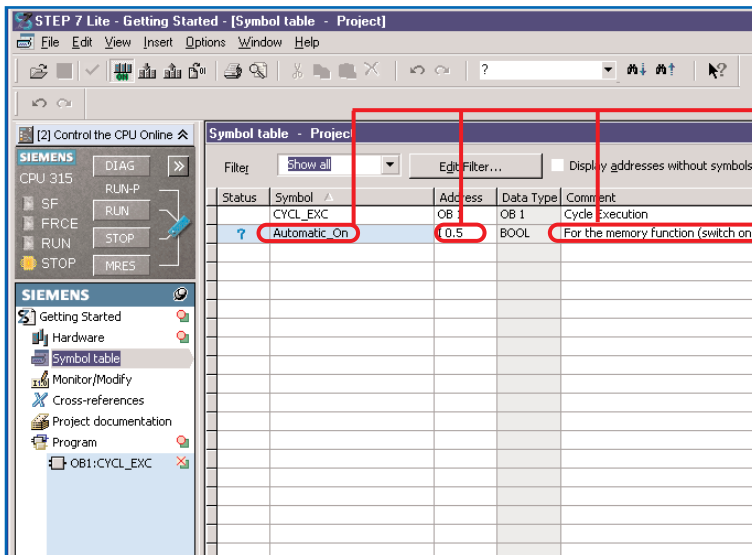 STEP 7 Lite - Getting Started - [Symbol table - Project]
File Edit View Insert Options Window Help
?
[2] Control the CPU Online
SIEMENS
CPU 315
SF
FRCE
RUN
STOP
DIAG
RUN-P
RUN
STOP
MRES
SIEMENS
Getting Started
Hardware
Symbol table
Monitor/Modify
Cross-references
Project documentation
Program
OB1:CYCL_EXC
Symbol table - Project
Filter Show all Edit Filter... Display addresses without symbols
Status Symbol Address Data Type Comment
CYCL_EXC OB 1 OB 1 Cycle Execution
? Automatic_On I 0.5 BOOL For the memory function (switch on